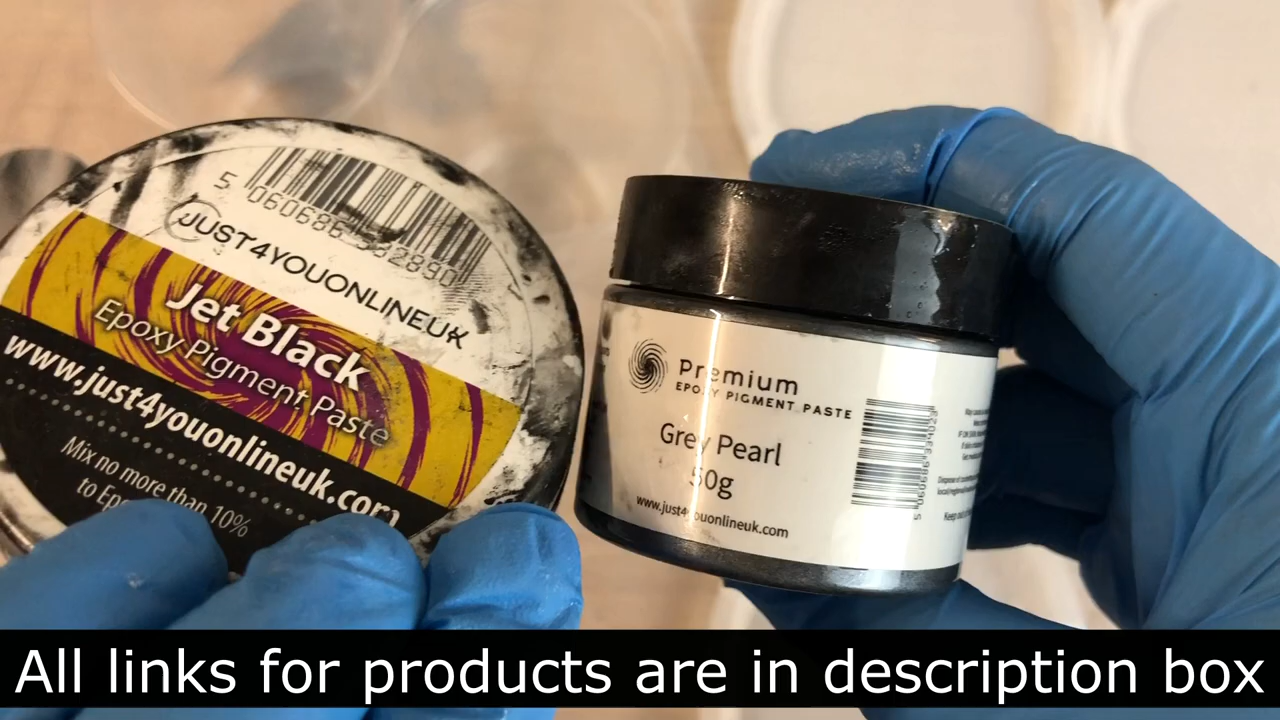 5 060686
JUST4YOUONLINEUK
Jet Black
Epoxy Pigment Paste
www.just4youonlineuk.com
Mix no more than 10%
to
Premium
EPOXY PIGMENT PASTE
Grey Pearl
50g
www.just4youonlineuk.com
All links for products are in description box